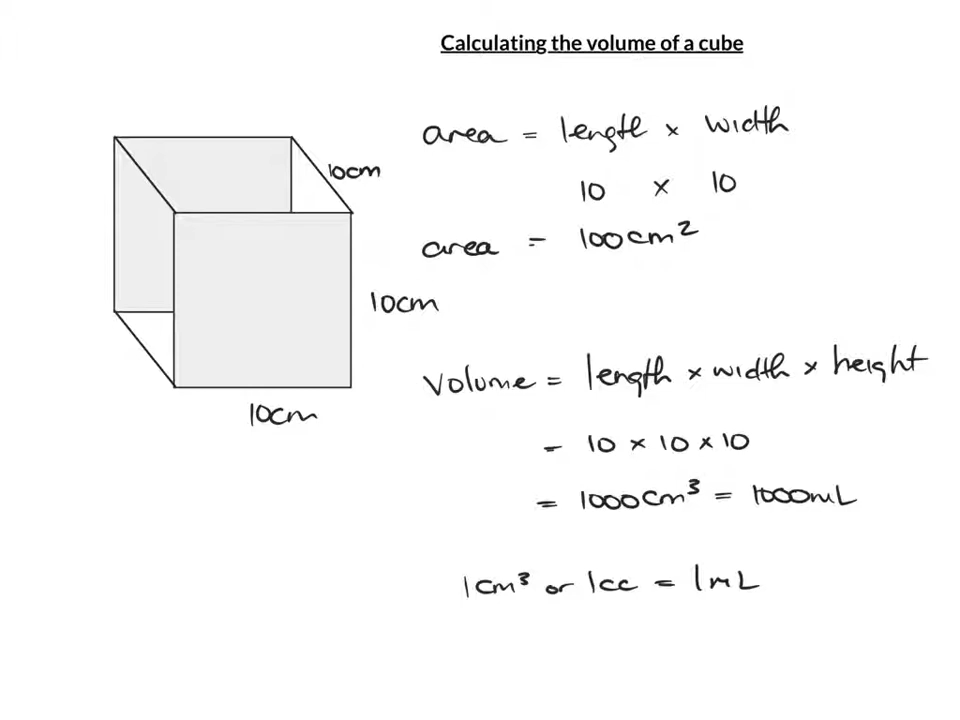 Calculating the volume of a cube
area = length × width
10 × 10
area = 100cm²
10cm
10cm
10cm
Volume = length × width × height
= 10 × 10 × 10
= 1000cm³ = 1000mL
1cm³ or 1cc = 1mL